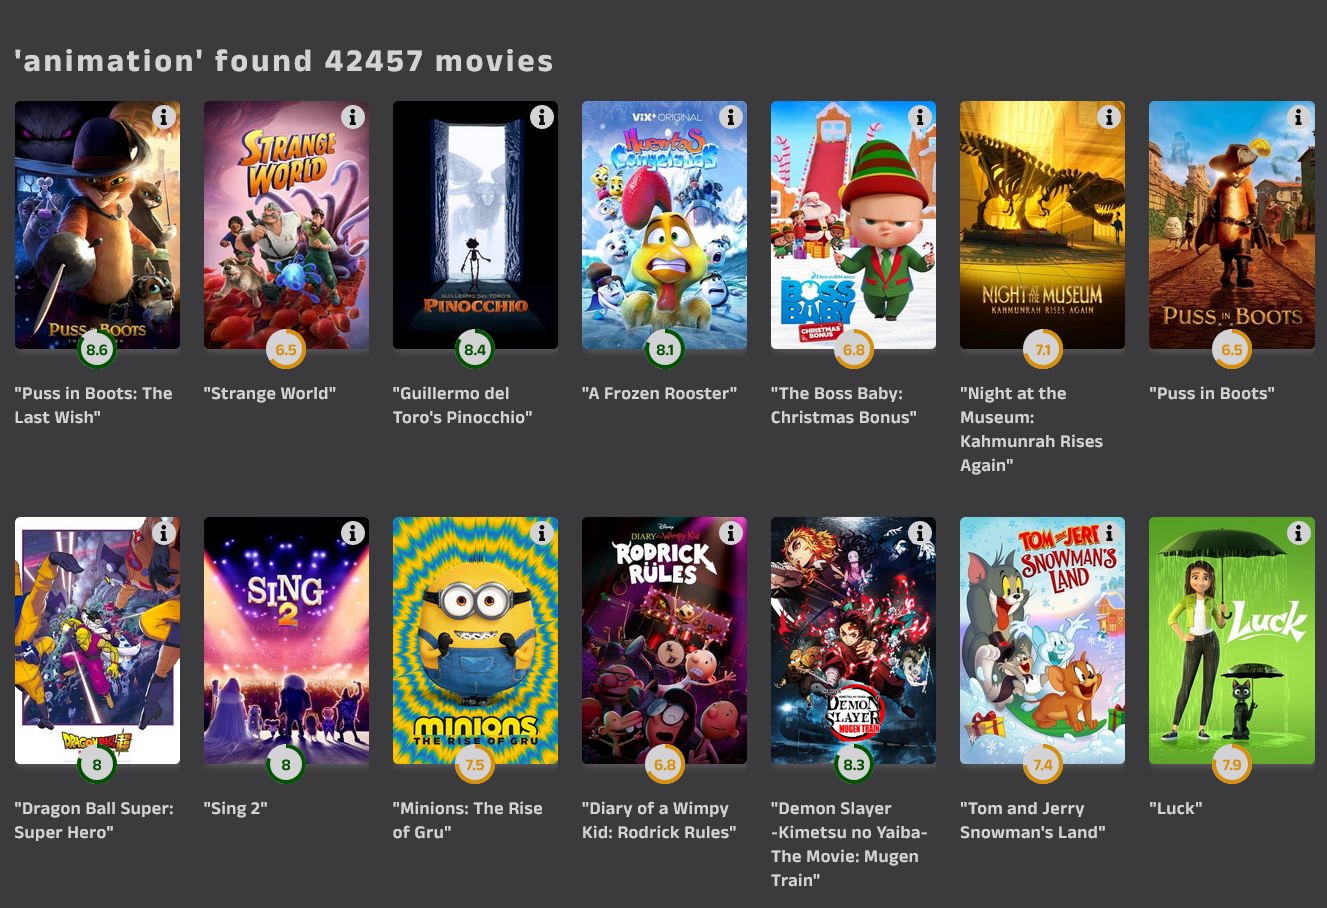 'animation' found 42457 movies
PUSS IN BOOTS
8.6
"Puss in Boots: The
Last Wish"
STRANGE
WORLD
6.5
"Strange World"
GUILLERMO DEL TORO'S
PINOCCHIO
8.4
"Guillermo del
Toro's Pinocchio"
ViX+ ORIGINAL
Huevitos
Congelados
8.1
"A Frozen Rooster"
THE
BOSS
BABY
CHRISTMAS
BONUS
6.8
"The Boss Baby:
Christmas Bonus"
NIGHT AT THE MUSEUM
KAHMUNRAH RISES AGAIN
7.1
"Night at the
Museum:
Kahmunrah Rises
Again"
PUSS IN BOOTS
6.5
"Puss in Boots"
DRAGONBALL
8
"Dragon Ball Super:
Super Hero"
SING
2
8
"Sing 2"
minions
THE RISE OF GRU
7.5
"Minions: The Rise
of Gru"
Disney
DIARY of a Wimpy Kid
RODRICK
RULES
6.8
"Diary of a Wimpy
Kid: Rodrick Rules"
DEMON
SLAYER
MUGEN TRAIN
8.3
"Demon Slayer
-Kimetsu no Yaiba-
The Movie: Mugen
Train"
TOM AND JERRY
SNOWMAN'S
LAND
7.4
"Tom and Jerry
Snowman's Land"
Luck
7.9
"Luck"